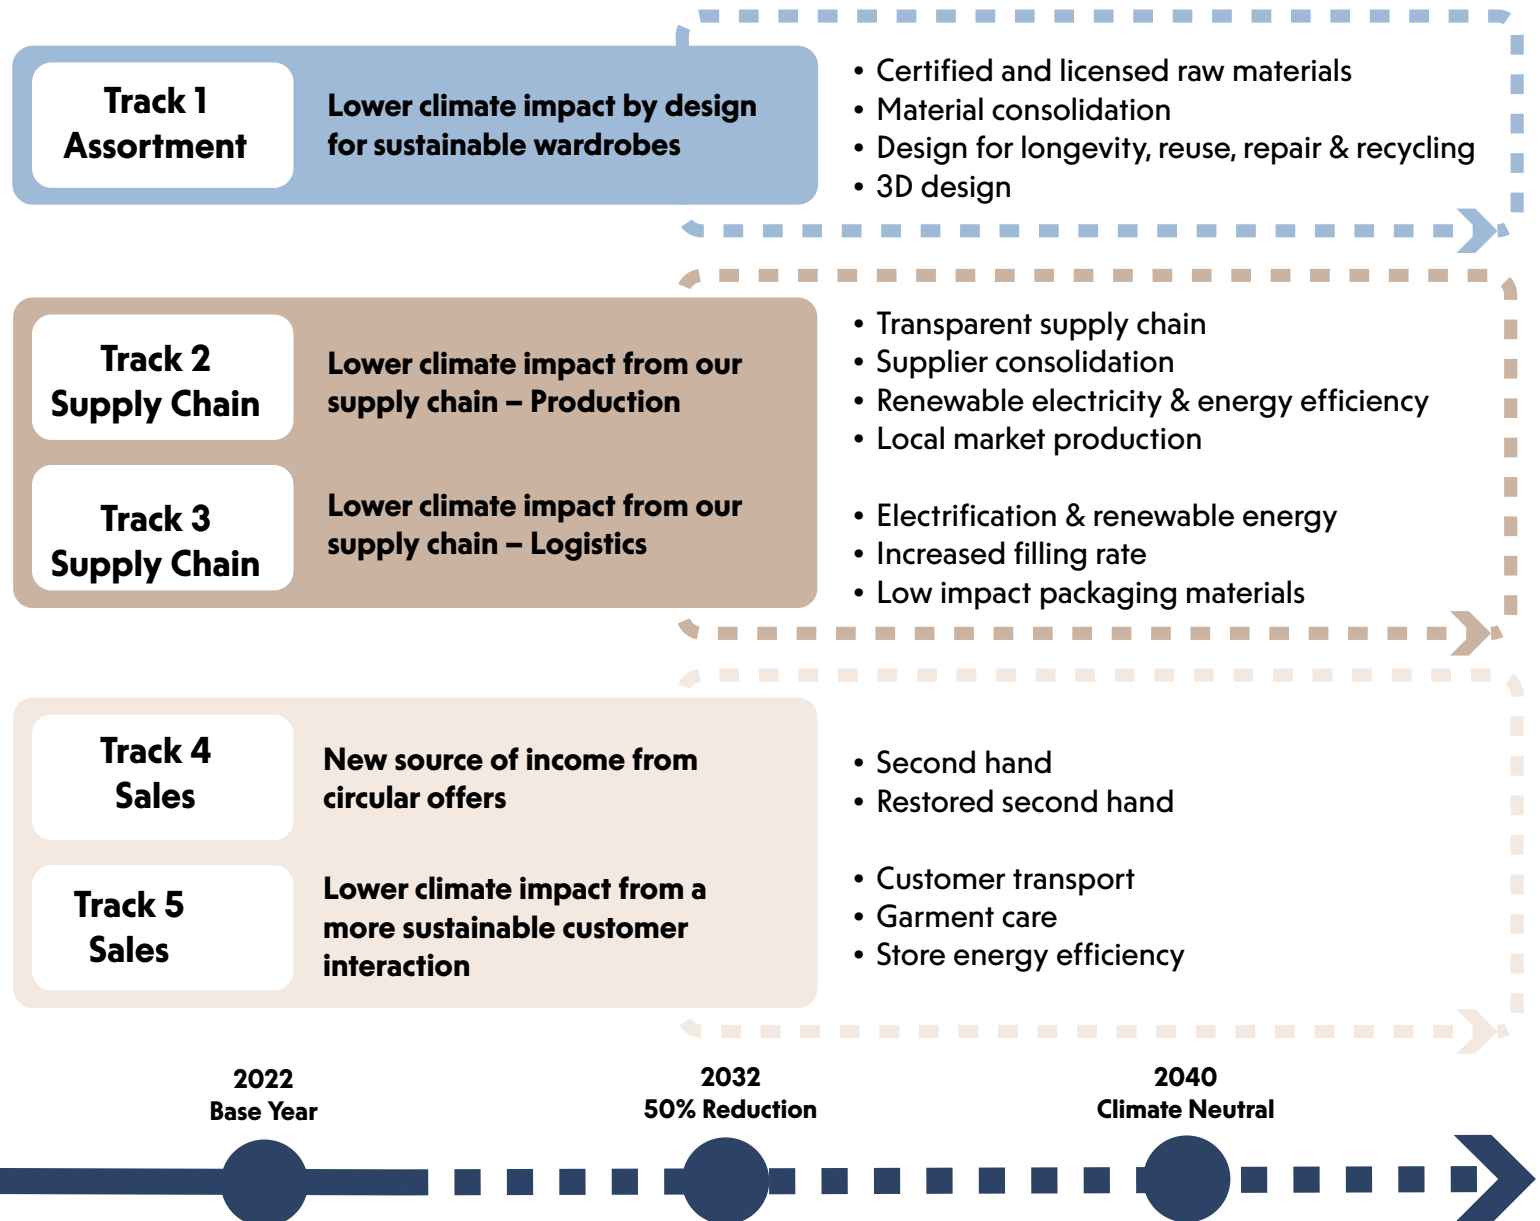 Track 1
Assortment
Lower climate impact by design
for sustainable wardrobes
• Certified and licensed raw materials
• Material consolidation
• Design for longevity, reuse, repair & recycling
• 3D design
Track 2
Supply Chain
Lower climate impact from our
supply chain – Production
• Transparent supply chain
• Supplier consolidation
• Renewable electricity & energy efficiency
• Local market production
Track 3
Supply Chain
Lower climate impact from our
supply chain – Logistics
• Electrification & renewable energy
• Increased filling rate
• Low impact packaging materials
Track 4
Sales
New source of income from
circular offers
• Second hand
• Restored second hand
Track 5
Sales
Lower climate impact from a
more sustainable customer
interaction
• Customer transport
• Garment care
• Store energy efficiency
2022
Base Year
2032
50% Reduction
2040
Climate Neutral